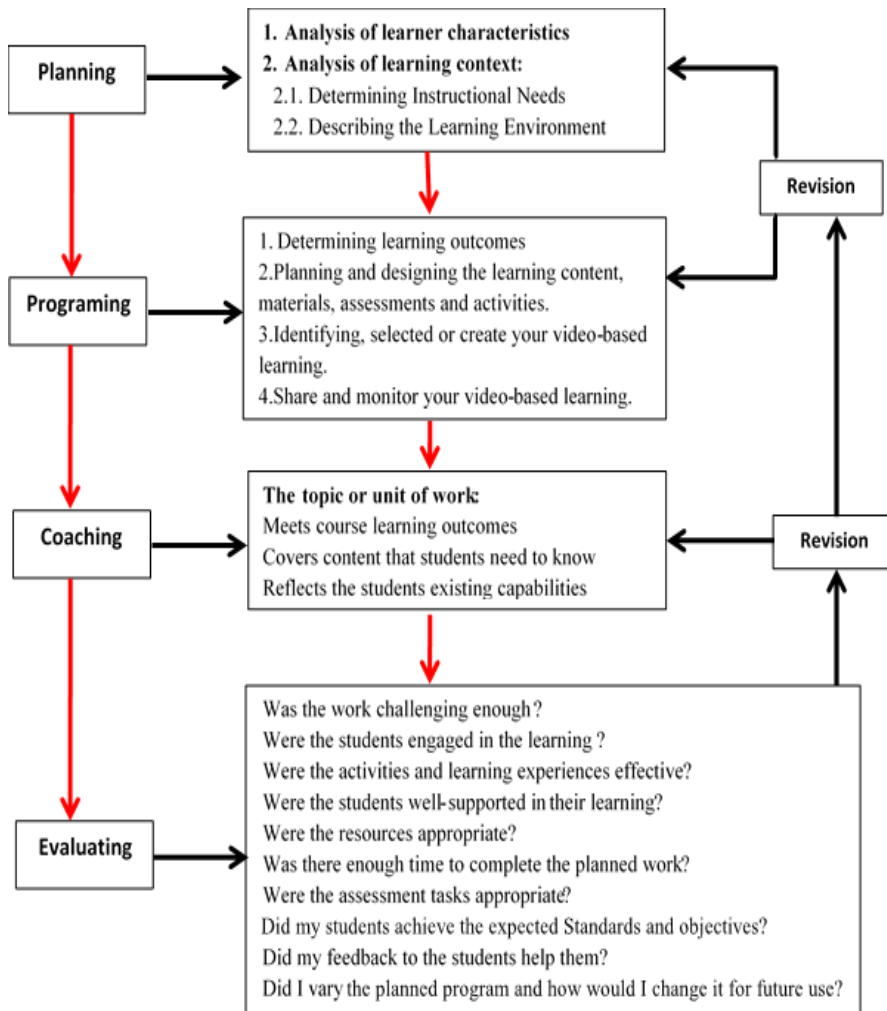 Planning
1. Analysis of learner characteristics
2. Analysis of learning context:
2.1. Determining Instructional Needs
2.2. Describing the Learning Environment
Revision
Programing
1. Determining learning outcomes
2.Planning and designing the learning content,
materials, assessments and activities.
3.Identifying, selected or create your video-based
learning.
4.Share and monitor your video-based learning.
Coaching
The topic or unit of work:
Meets course learning outcomes
Covers content that students need to know
Reflects the students existing capabilities
Revision
Evaluating
Was the work challenging enough?
Were the students engaged in the learning ?
Were the activities and learning experiences effective?
Were the students well-supported in their learning?
Were the resources appropriate?
Was there enough time to complete the planned work?
Were the assessment tasks appropriate?
Did my students achieve the expected Standards and objectives?
Did my feedback to the students help them?
Did I vary the planned program and how would I change it for future use?